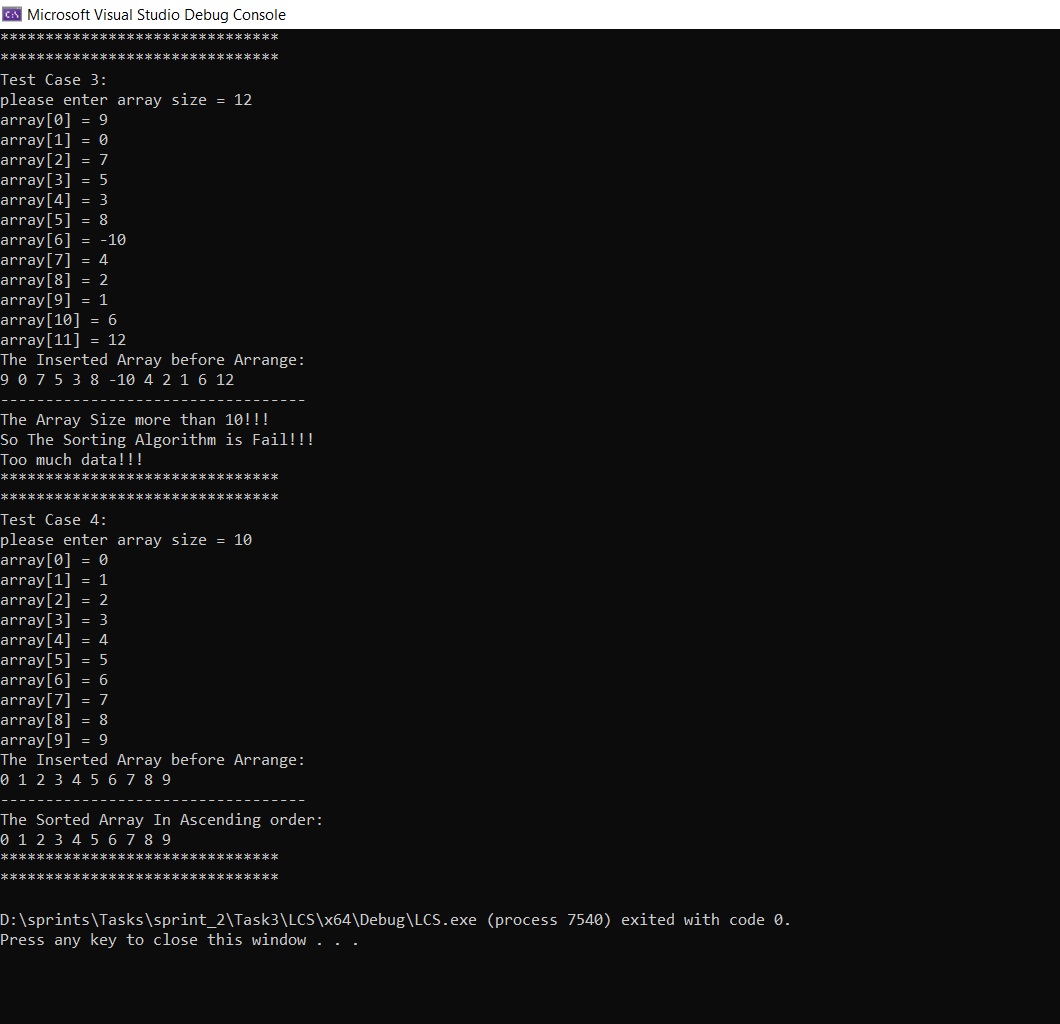 Microsoft Visual Studio Debug Console
*******************************
*******************************
Test Case 3:
please enter array size = 12
array[0] = 9
array[1] = 0
array[2] = 7
array[3] = 5
array[4] = 3
array[5] = 8
array[6] = -10
array[7] = 4
array[8] = 2
array[9] = 1
array[10] = 6
array[11] = 12
The Inserted Array before Arrange:
9 0 7 5 3 8 -10 4 2 1 6 12
----------------------------------
The Array Size more than 10!!!
So The Sorting Algorithm is Fail!!!
Too much data!!!
*******************************
*******************************
Test Case 4:
please enter array size = 10
array[0] = 0
array[1] = 1
array[2] = 2
array[3] = 3
array[4] = 4
array[5] = 5
array[6] = 6
array[7] = 7
array[8] = 8
array[9] = 9
The Inserted Array before Arrange:
0 1 2 3 4 5 6 7 8 9
----------------------------------
The Sorted Array In Ascending order:
0 1 2 3 4 5 6 7 8 9
*******************************
*******************************
D:\sprints\Tasks\sprint_2\Task3\LCS\x64\Debug\LCS.exe (process 7540) exited with code 0.
Press any key to close this window . . .